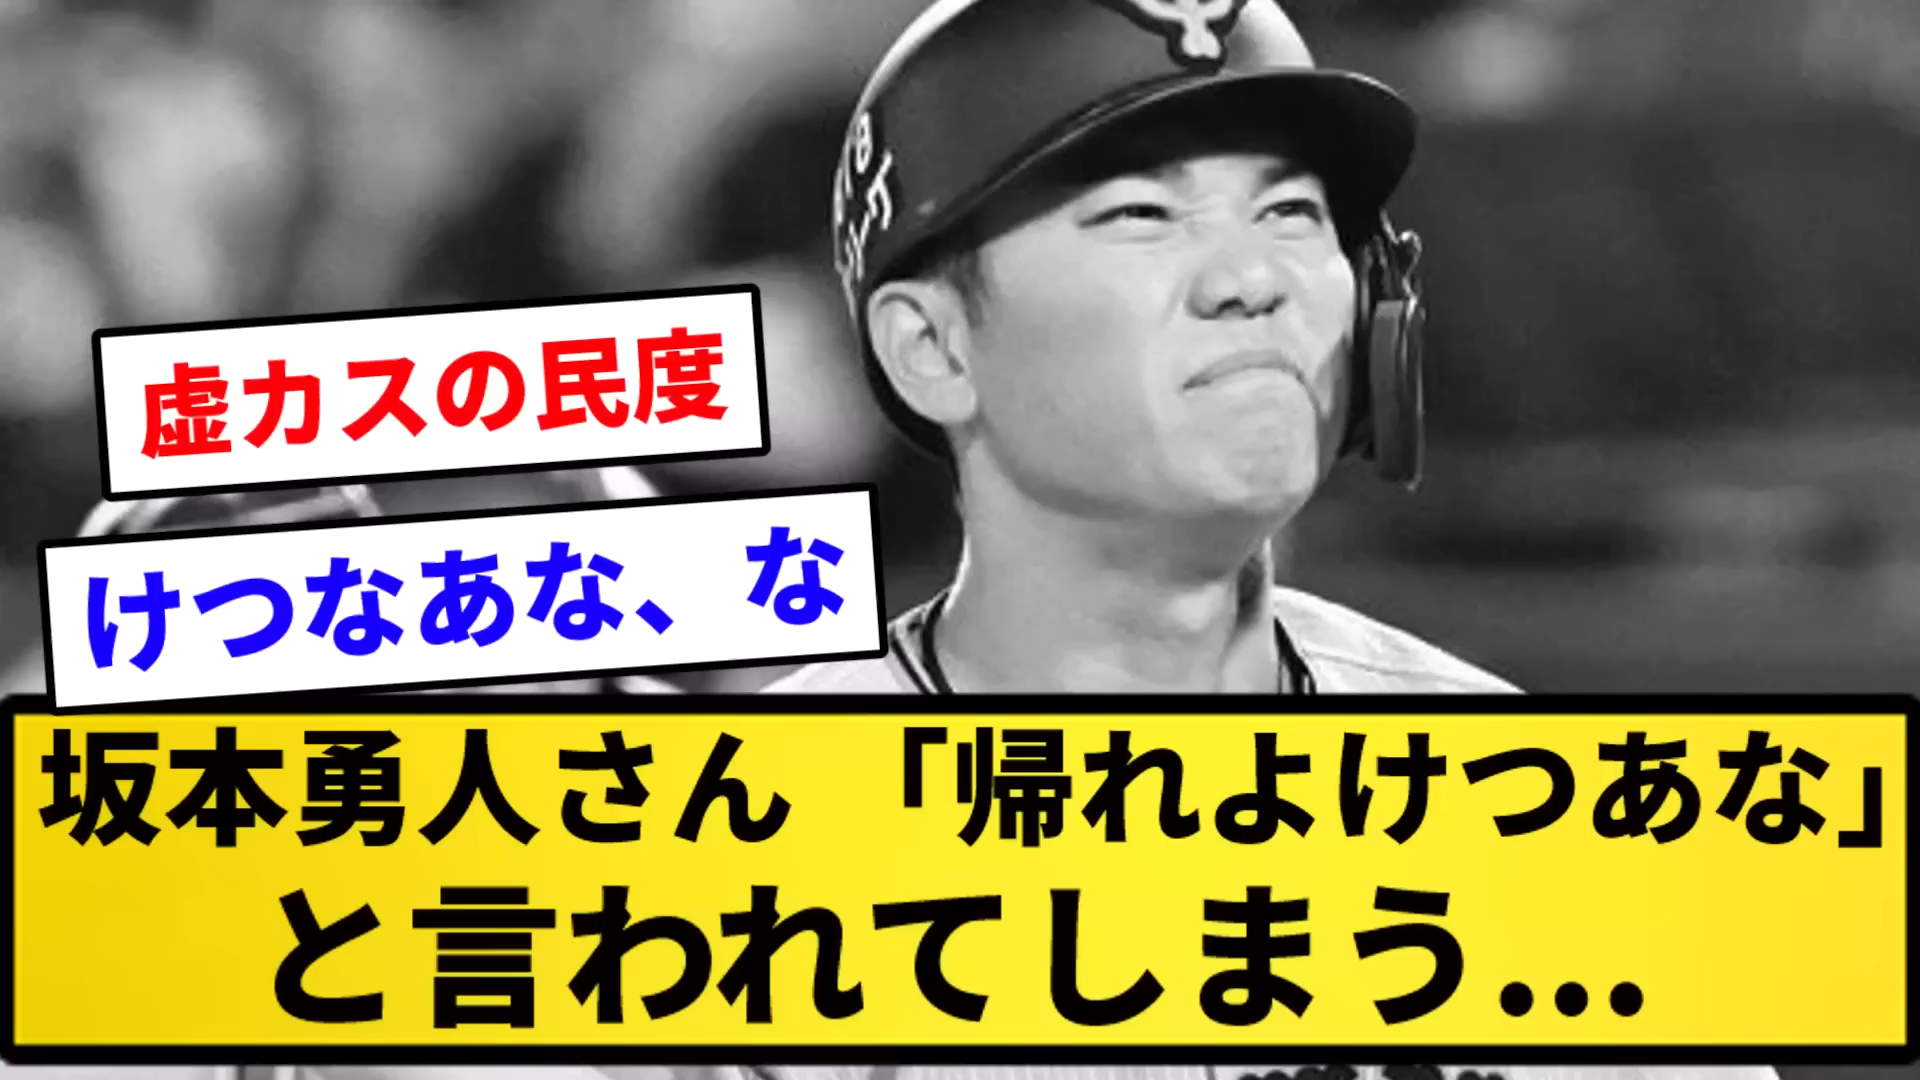 虚カスの民度
けつなあな、な
坂本勇人さん「帰れよけつあな」
と言われてしまう...